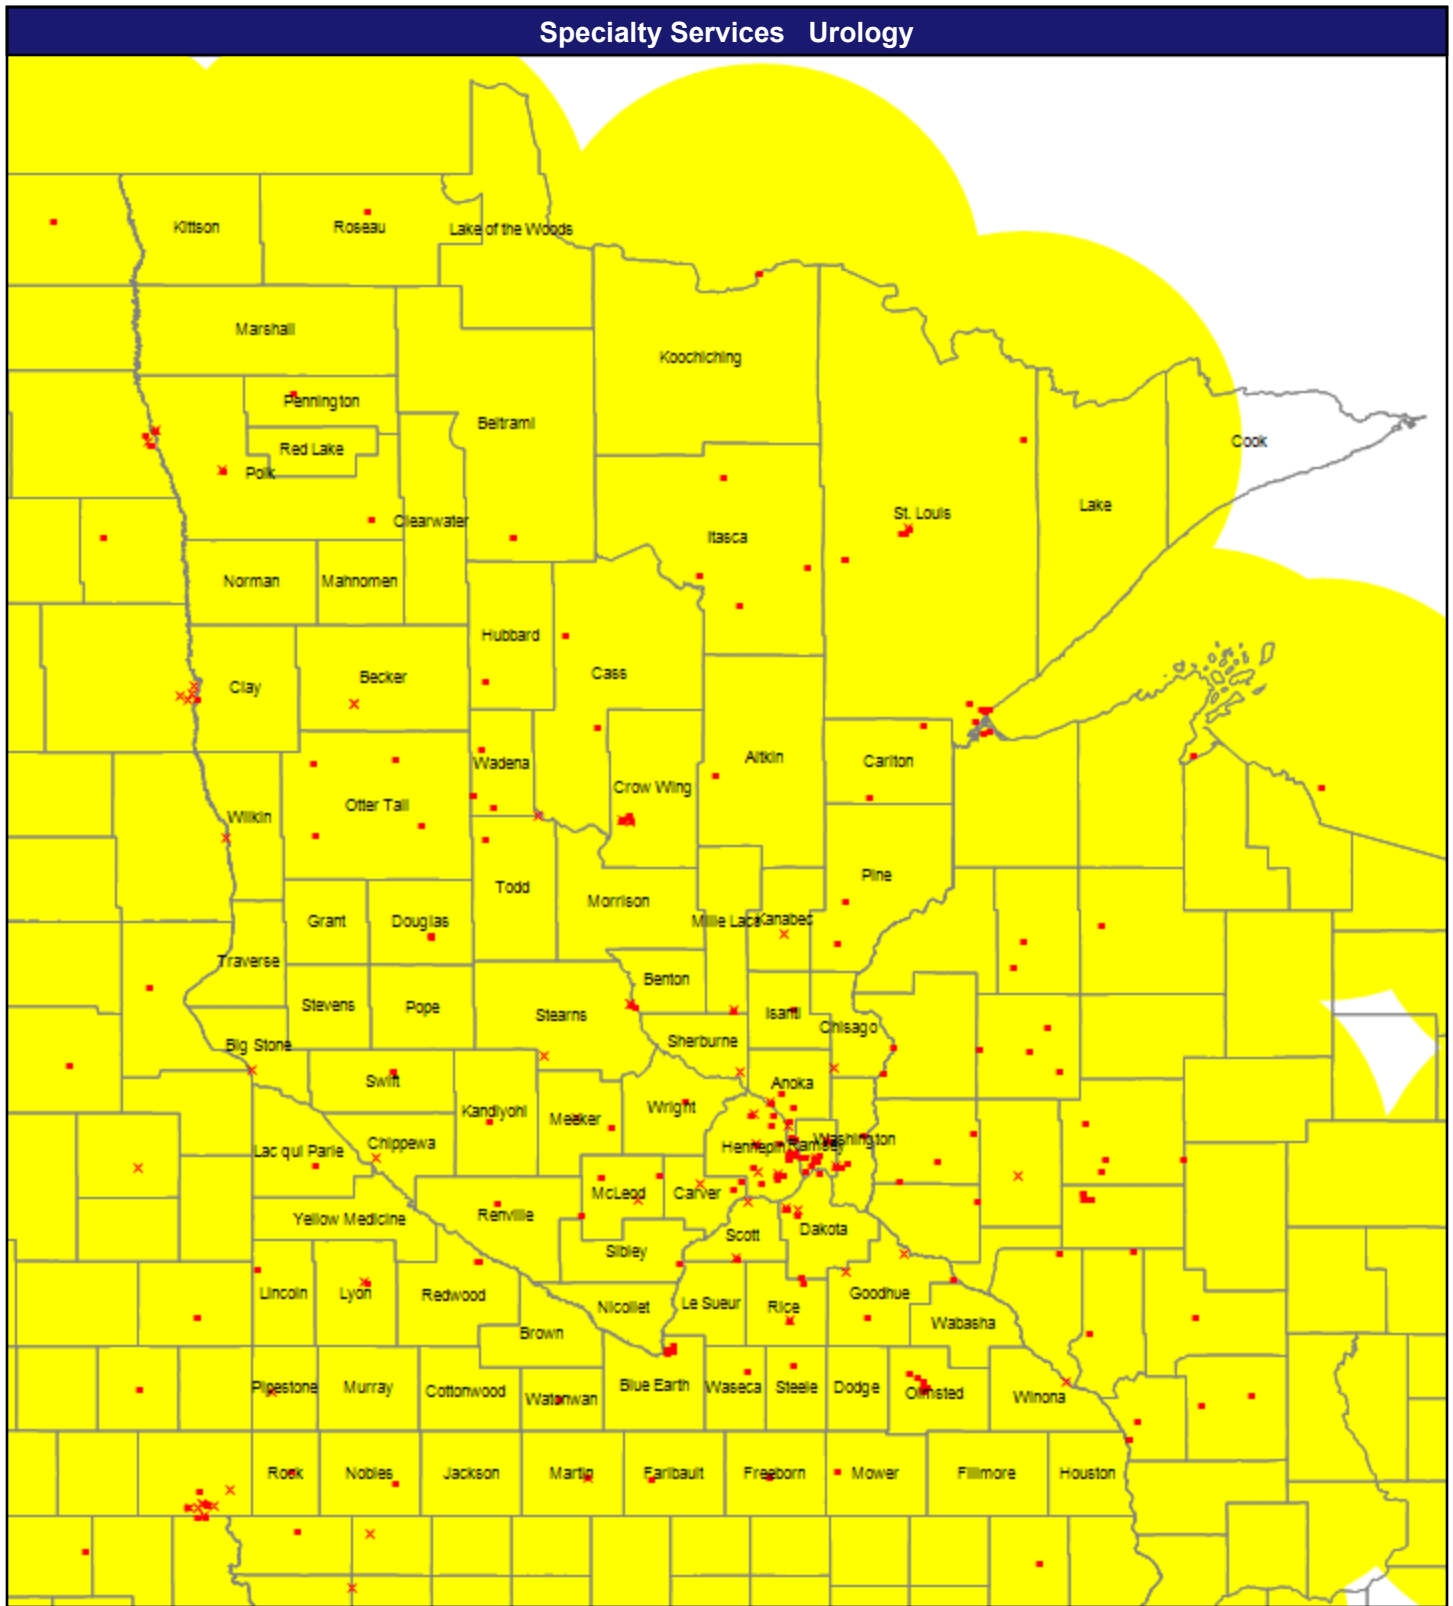 Specialty Services Urology
Kittson
Roseau
Lake of the Woods
Marshall
Koochiching
Pennington
Beltrami
Red Lake
Cook
Polk
Clearwater
St. Louis
Lake
Itasca
Norman
Mahnomen
Hubbard
Cass
Clay
Becker
Wadena
Aitkin
Carlton
Crow Wing
Otter Tail
Wilkin
Pine
Todd
Morrison
Grant
Douglas
Mille Lacs
Kanabec
Traverse
Benton
Stevens
Pope
Stearns
Isanti
Chisago
Big Stone
Sherburne
Swift
Anoka
Kandiyohi
Meeker
Wright
Lac qui Parle
Chippewa
Hennepin
Ramsey
Washington
McLeod
Carver
Yellow Medicine
Renville
Dakota
Scott
Sibley
Lincoln
Lyon
Redwood
Nicollet
Le Sueur
Rice
Goodhue
Wabasha
Brown
Pipestone
Murray
Cottonwood
Watonwan
Blue Earth
Waseca
Steele
Dodge
Olmsted
Winona
Rock
Nobles
Jackson
Martin
Faribault
Freeborn
Mower
Fillmore
Houston